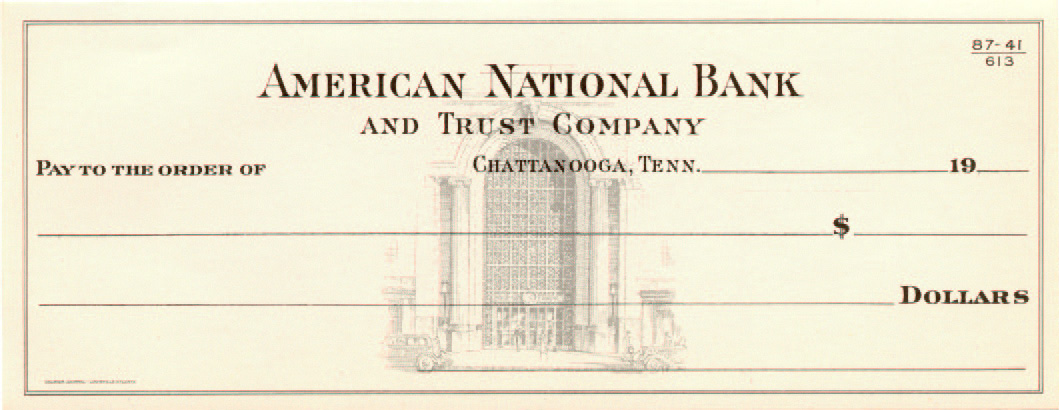 87-41
613
AMERICAN NATIONAL BANK
AND TRUST COMPANY
PAY TO THE ORDER OF CHATTANOOGA, TENN. 19
$
DOLLARS